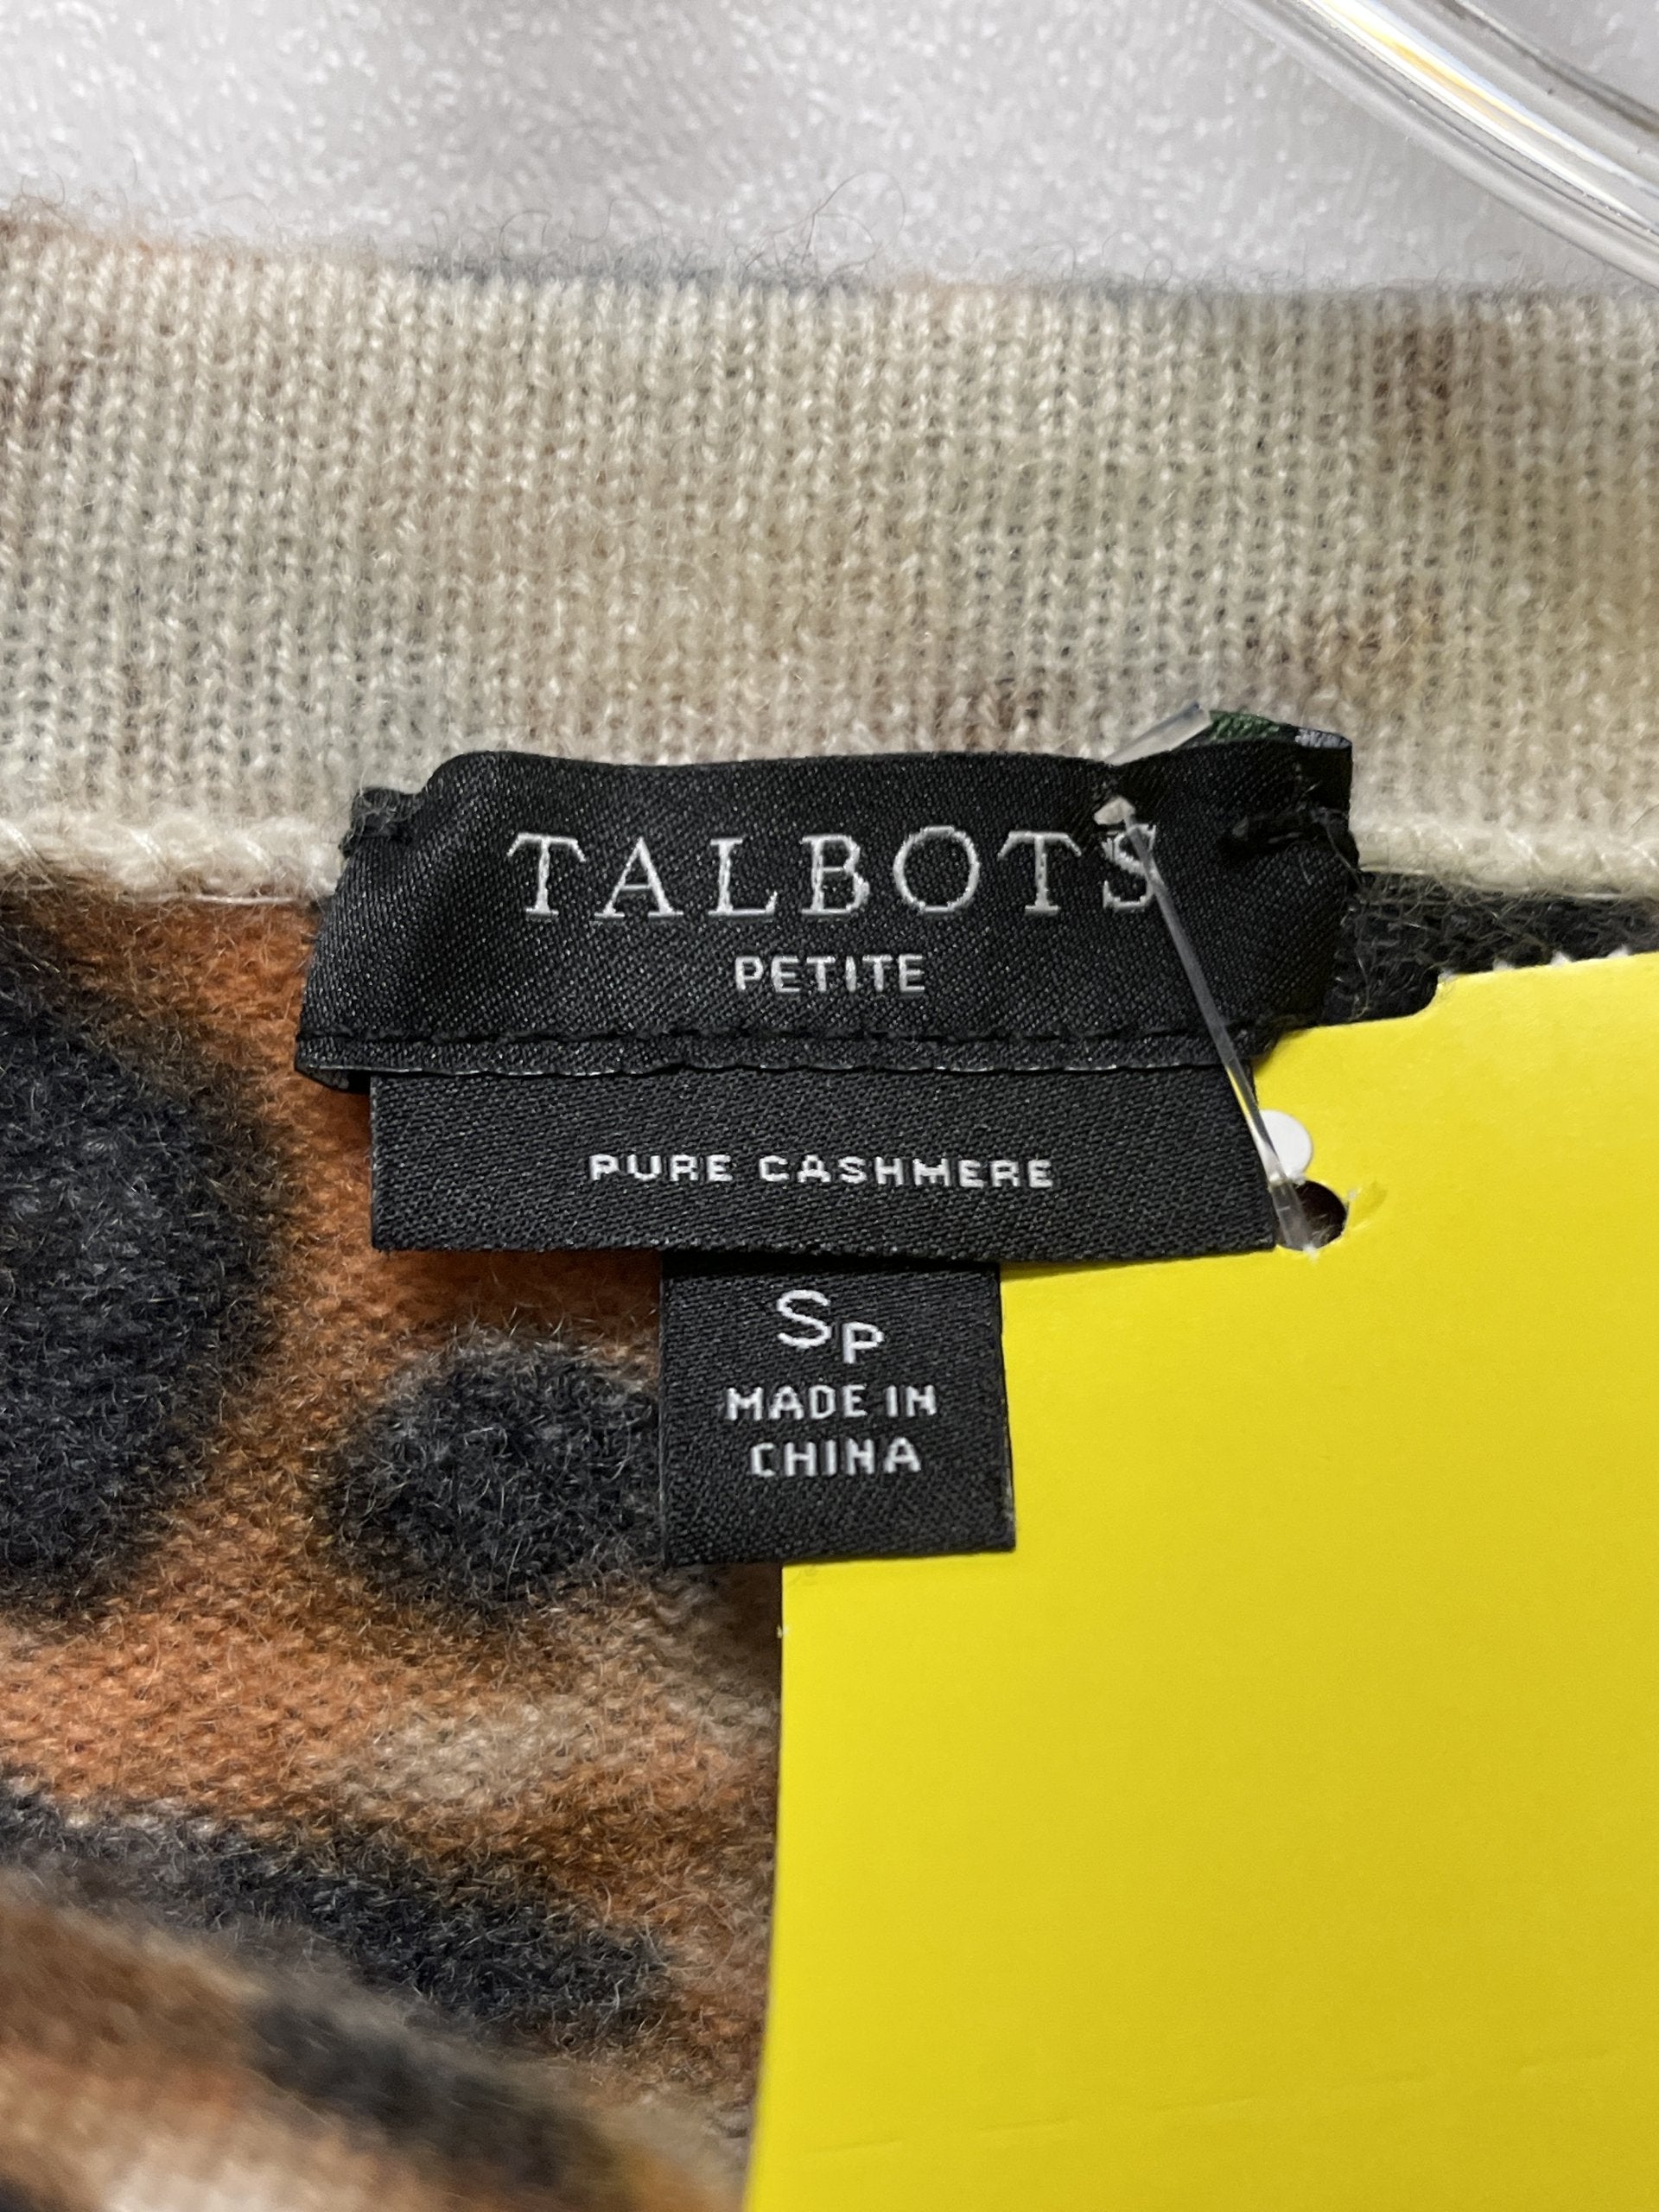 TALBOTS
PETITE
PURE CASHMERE
SP
MADE IN
CHINA